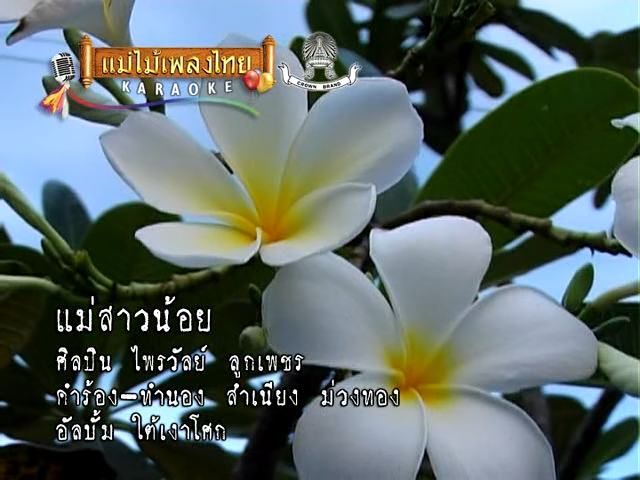 แม่ไม้เพลงไทย
KARAOKE
CROWN BRAND
แม่สาวน้อย
ศิลปิน ไพรวัลย์ ลูกเพชร
คำร้อง-ทำนอง สำเนียง ม่วงทอง
อัลบั้ม ใต้เงาโศก